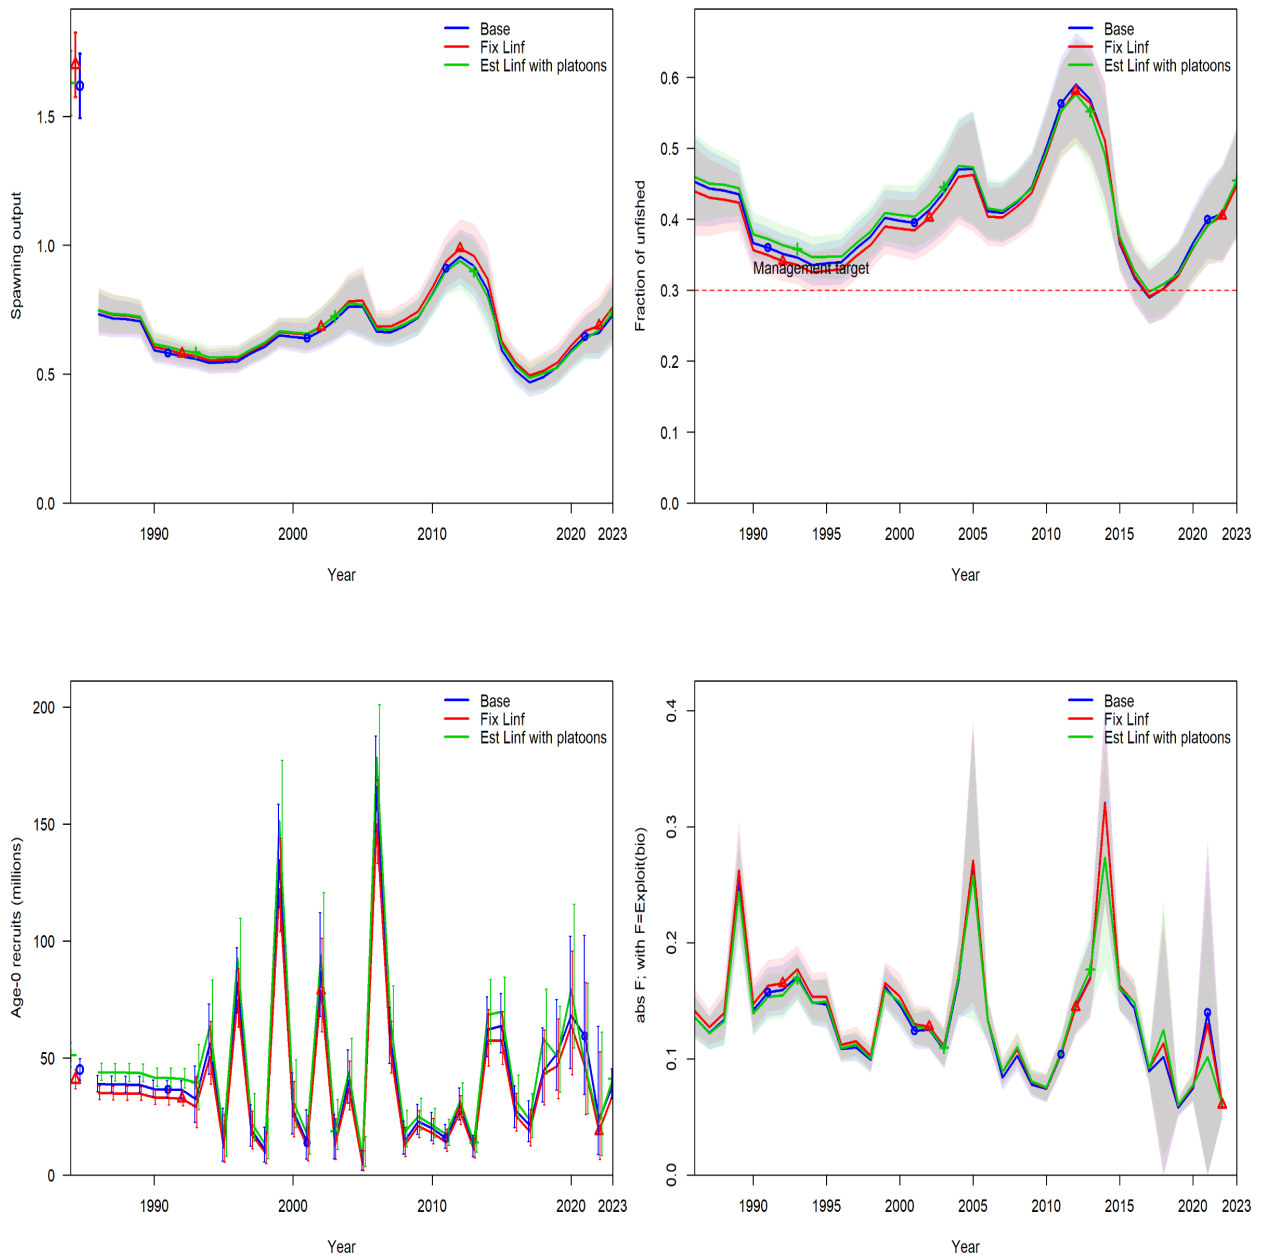 Base
Fix Linf
Est Linf with platoons
Spawning output
1.5
1.0
0.5
0.0
1990 2000 2010 2020 2023
Year
Base
Fix Linf
Est Linf with platoons
Fraction of unfished
0.6
0.5
0.4
0.3
0.2
0.1
0.0
Management target
1990 1995 2000 2005 2010 2015 2020 2023
Year
Base
Fix Linf
Est Linf with platoons
Age-0 recruits (millions)
200
150
100
50
0
1990 2000 2010 2020 2023
Year
Base
Fix Linf
Est Linf with platoons
abs F; with F=Exploit(bio)
0.4
0.3
0.2
0.1
0.0
1990 1995 2000 2005 2010 2015 2020 2023
Year